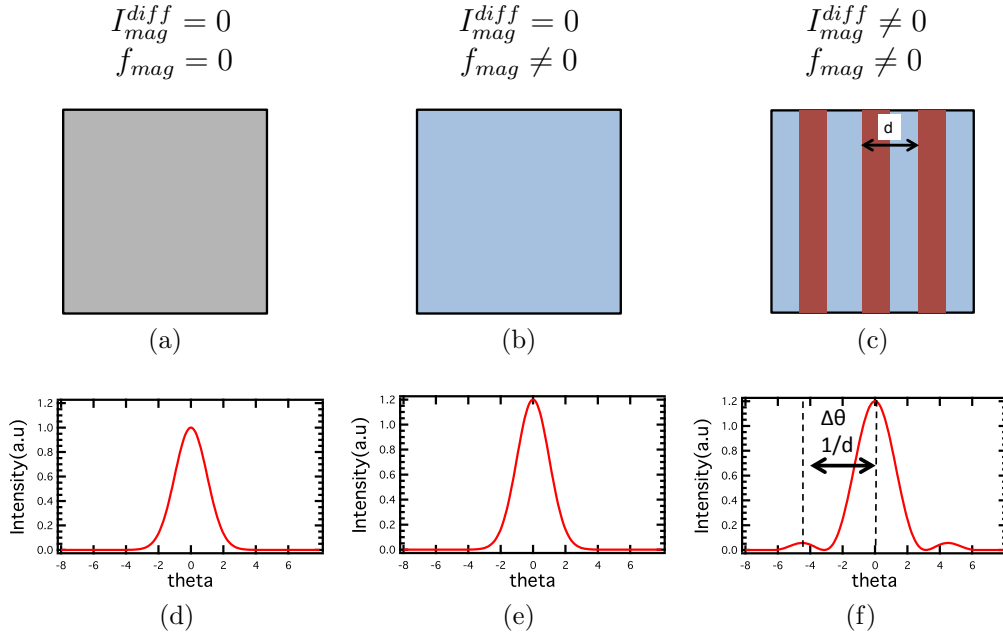 I_{mag}^{diff} = 0
f_{mag} = 0
I_{mag}^{diff} = 0
f_{mag} ≠ 0
I_{mag}^{diff} ≠ 0
f_{mag} ≠ 0
d
(a)
(b)
(c)
Intensity(a.u)
1.2
1.0
0.8
0.6
0.4
0.2
0.0
-8 -6 -4 -2 0 2 4 6
theta
(d)
Intensity(a.u)
1.2
1.0
0.8
0.6
0.4
0.2
0.0
-8 -6 -4 -2 0 2 4 6
theta
(e)
Intensity(a.u)
1.2
1.0
0.8
0.6
0.4
0.2
0.0
Δθ
1/d
-8 -6 -4 -2 0 2 4 6
theta
(f)